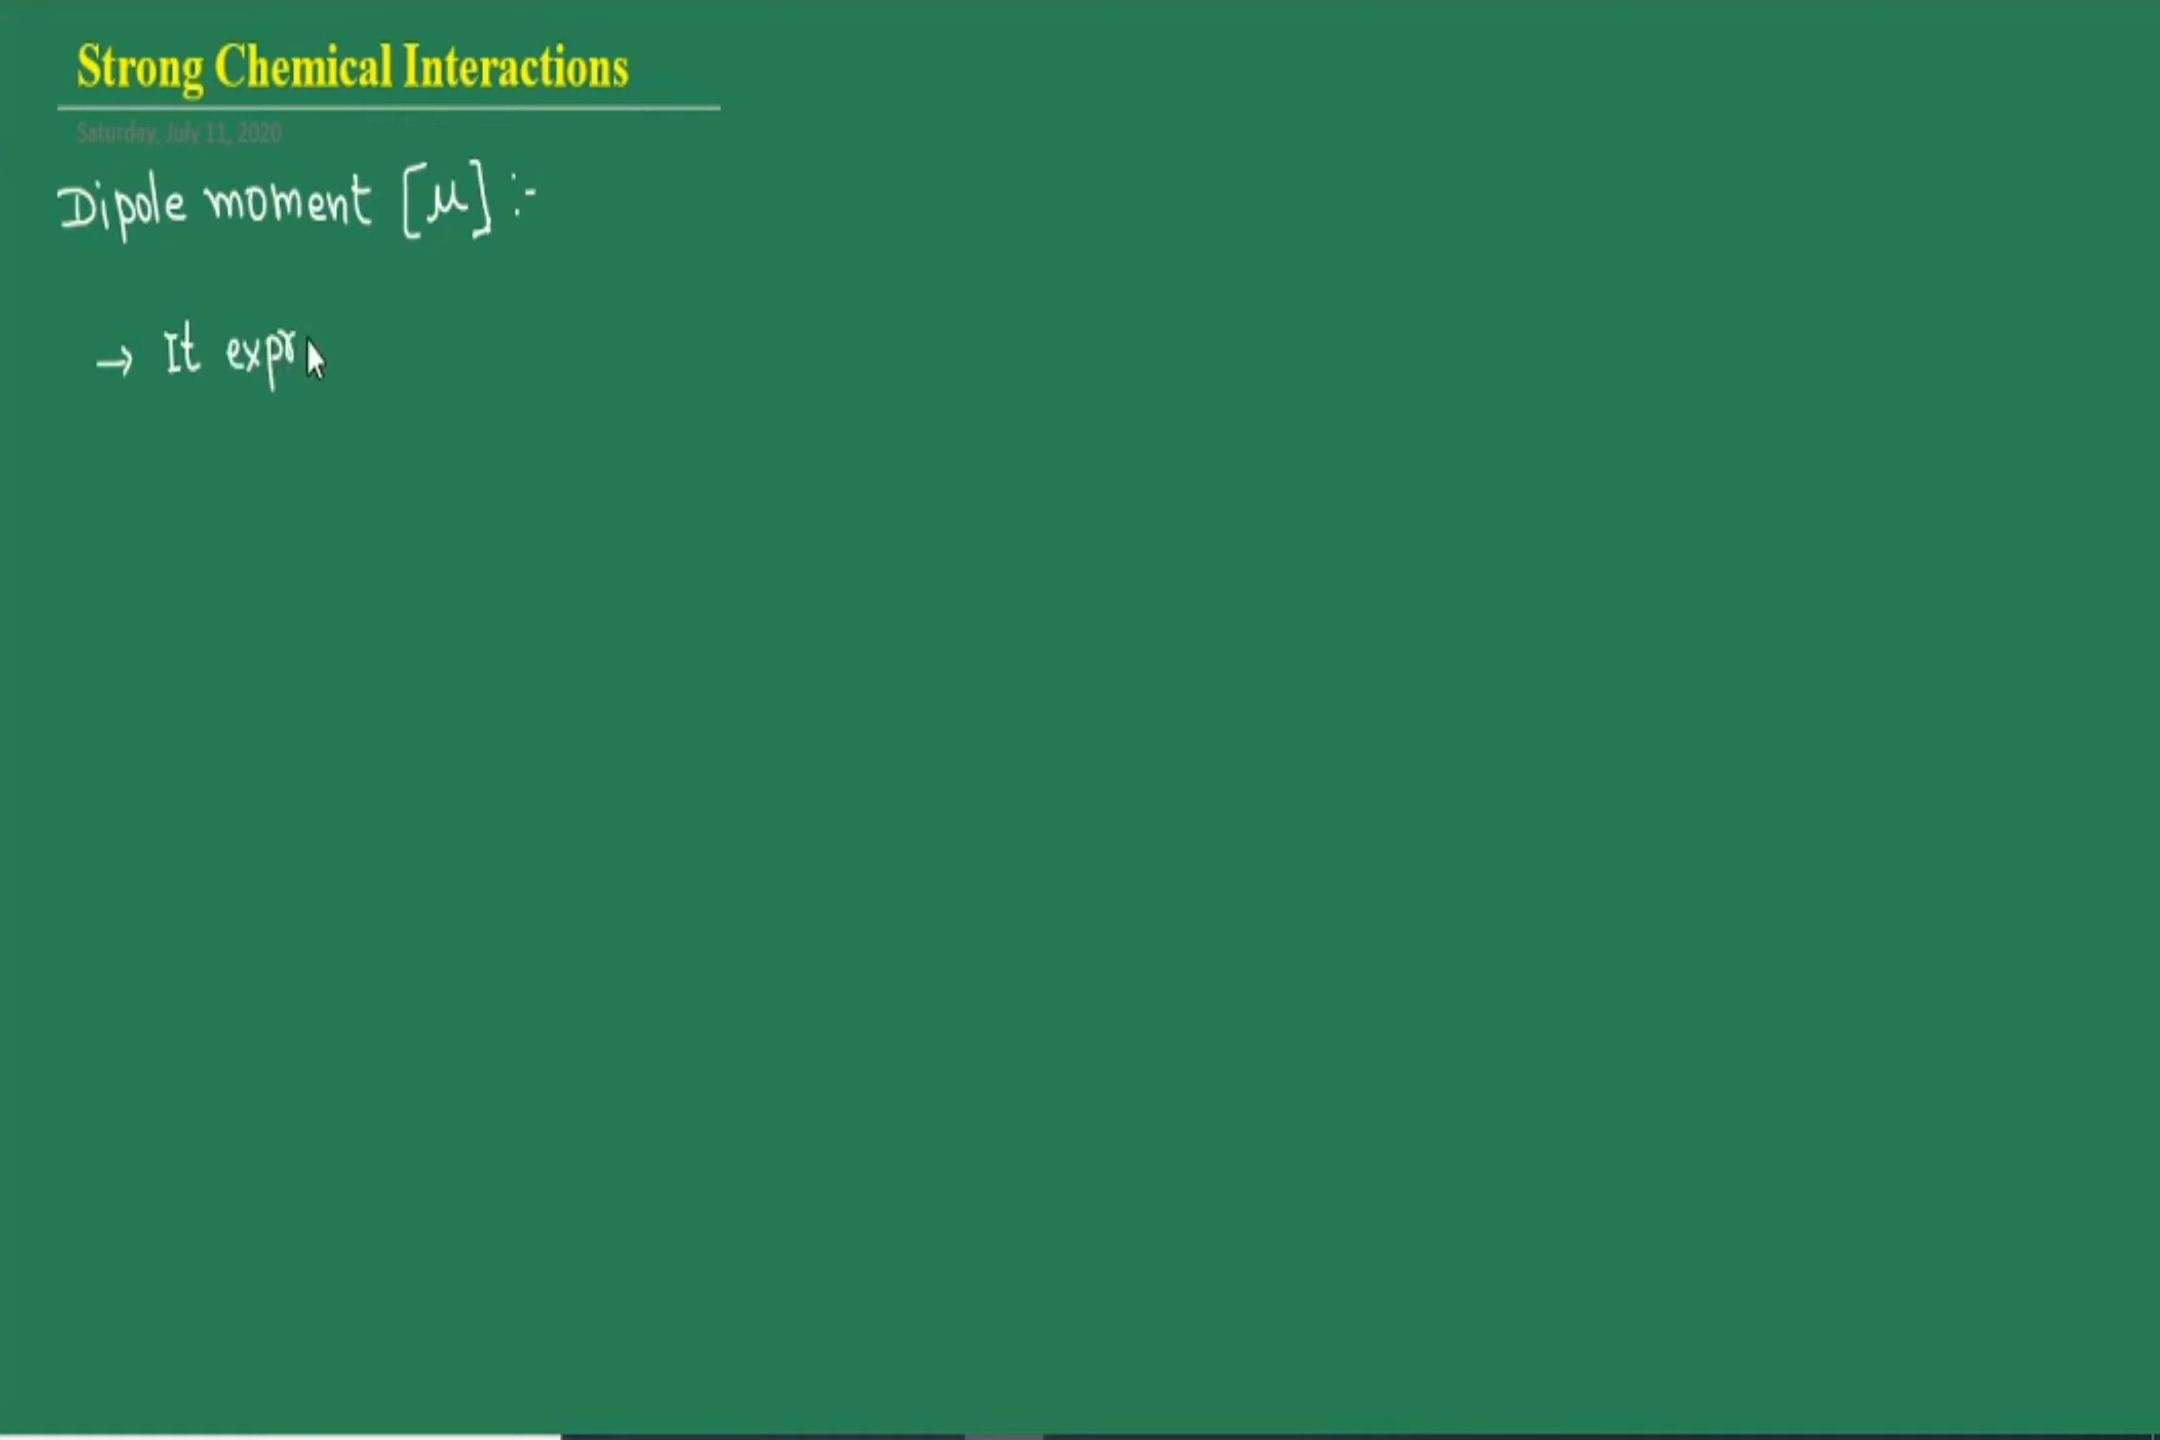 Strong Chemical Interactions
Saturday, July 11, 2020
Dipole moment [μ] :-
→ It expr